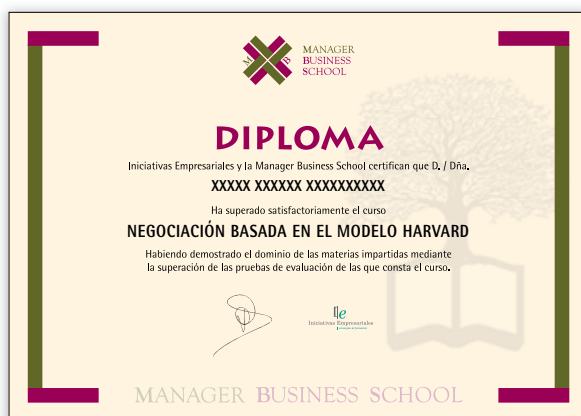 M B
MANAGER
BUSINESS
SCHOOL
DIPLOMA
Iniciativas Empresariales y la Manager Business School certifican que D. / Dña.
XXXXX XXXXXX XXXXXXXXXX
Ha superado satisfactoriamente el curso
NEGOCIACIÓN BASADA EN EL MODELO HARVARD
Habiendo demostrado el dominio de las materias impartidas mediante
la superación de las pruebas de evaluación de las que consta el curso.
Ie
Iniciativas Empresariales
MANAGER BUSINESS SCHOOL